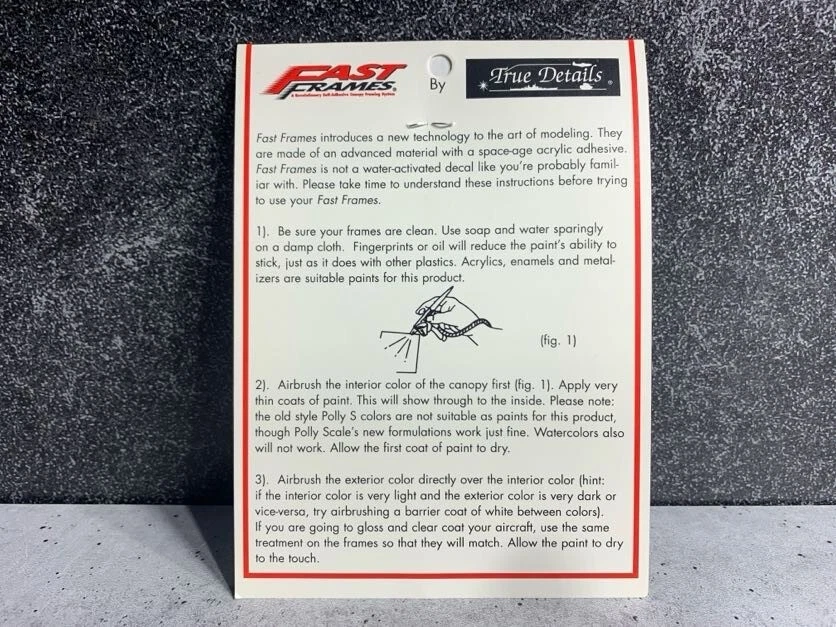 FAST
FRAMES®
A Revolutionary Self-Adhesive Canopy Framing System
By
True Details®
Fast Frames introduces a new technology to the art of modeling. They
are made of an advanced material with a space-age acrylic adhesive.
Fast Frames is not a water-activated decal like you're probably famil-
iar with. Please take time to understand these instructions before trying
to use your Fast Frames.
1). Be sure your frames are clean. Use soap and water sparingly
on a damp cloth. Fingerprints or oil will reduce the paint's ability to
stick, just as it does with other plastics. Acrylics, enamels and metal-
izers are suitable paints for this product.
(fig. 1)
2). Airbrush the interior color of the canopy first (fig. 1). Apply very
thin coats of paint. This will show through to the inside. Please note:
the old style Polly S colors are not suitable as paints for this product,
though Polly Scale's new formulations work just fine. Watercolors also
will not work. Allow the first coat of paint to dry.
3). Airbrush the exterior color directly over the interior color (hint:
if the interior color is very light and the exterior color is very dark or
vice-versa, try airbrushing a barrier coat of white between colors).
If you are going to gloss and clear coat your aircraft, use the same
treatment on the frames so that they will match. Allow the paint to dry
to the touch.